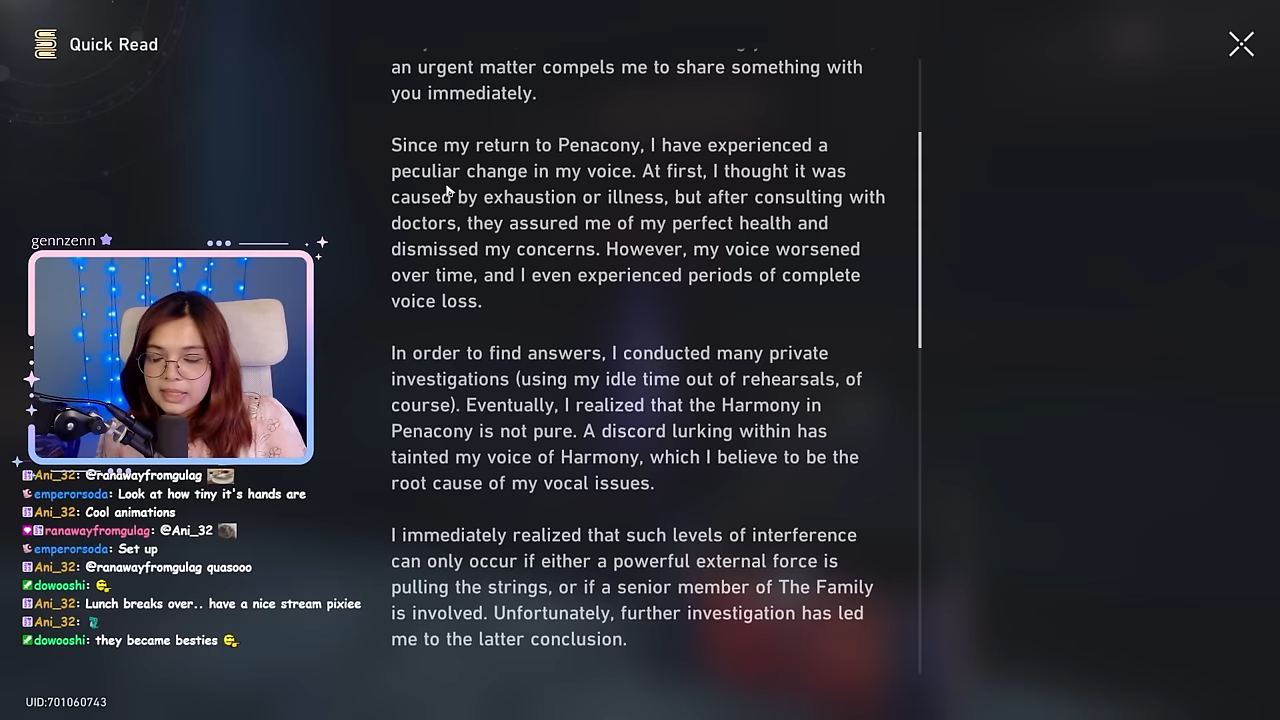 Quick Read
an urgent matter compels me to share something with
you immediately.
Since my return to Penacony, I have experienced a
peculiar change in my voice. At first, I thought it was
caused by exhaustion or illness, but after consulting with
doctors, they assured me of my perfect health and
dismissed my concerns. However, my voice worsened
over time, and I even experienced periods of complete
voice loss.
In order to find answers, I conducted many private
investigations (using my idle time out of rehearsals, of
course). Eventually, I realized that the Harmony in
Penacony is not pure. A discord lurking within has
tainted my voice of Harmony, which I believe to be the
root cause of my vocal issues.
I immediately realized that such levels of interference
can only occur if either a powerful external force is
pulling the strings, or if a senior member of The Family
is involved. Unfortunately, further investigation has led
me to the latter conclusion.
gennzenn
Ani_32: @ranawayfromgulag
emperorsoda: Look at how tiny it's hands are
Ani_32: Cool animations
ranawayfromgulag: @Ani_32
emperorsoda: Set up
Ani_32: @ranawayfromgulag quasooo
dowooshi:
Ani_32: Lunch breaks over.. have a nice stream pixiee
Ani_32:
dowooshi: they became besties
UID:701060743